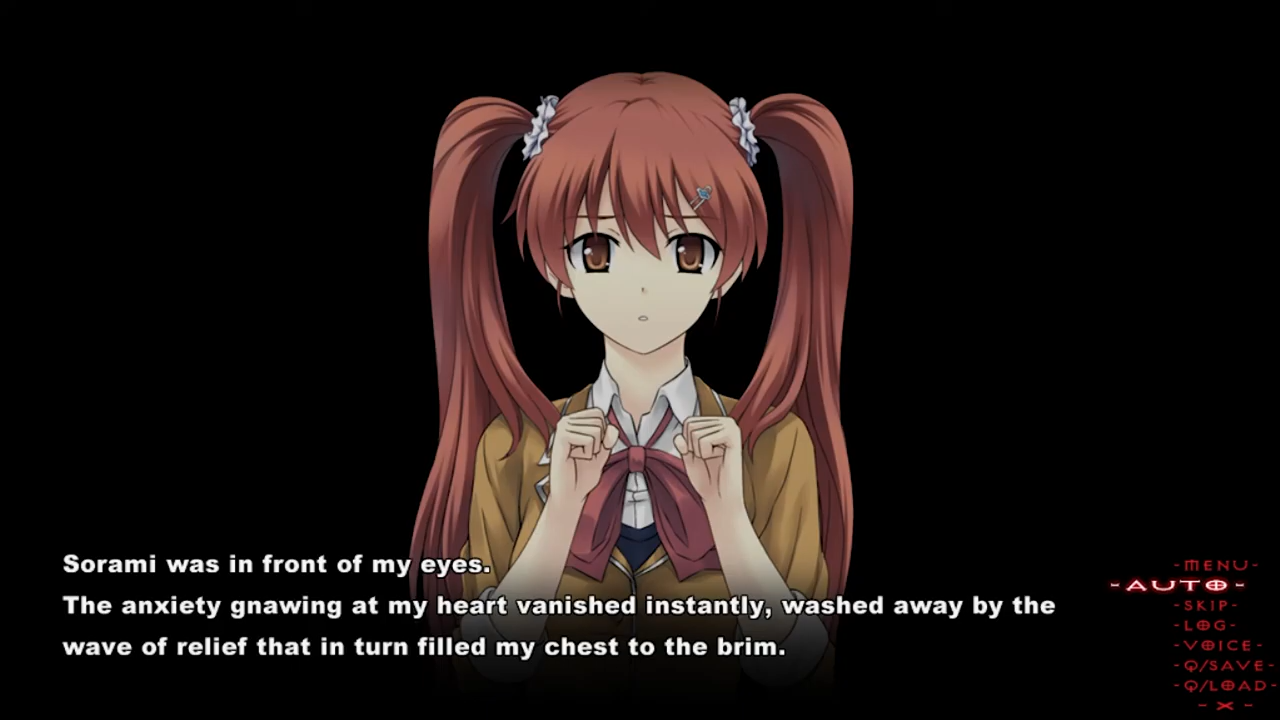 Sorami was in front of my eyes.
The anxiety gnawing at my heart vanished instantly, washed away by the
wave of relief that in turn filled my chest to the brim.
-MENU-
-AUTO-
-SKIP-
-LOG-
-VOICE-
-Q/SAVE-
-Q/LOAD-
-X-